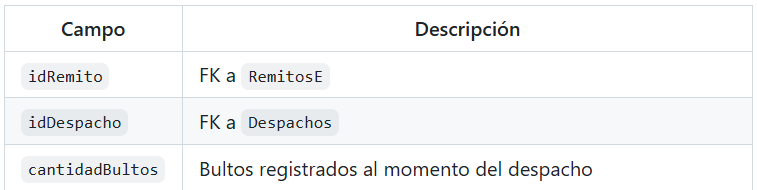 Campo Descripción
idRemito FK a RemitosE
idDespacho FK a Despachos
cantidadBultos Bultos registrados al momento del despacho